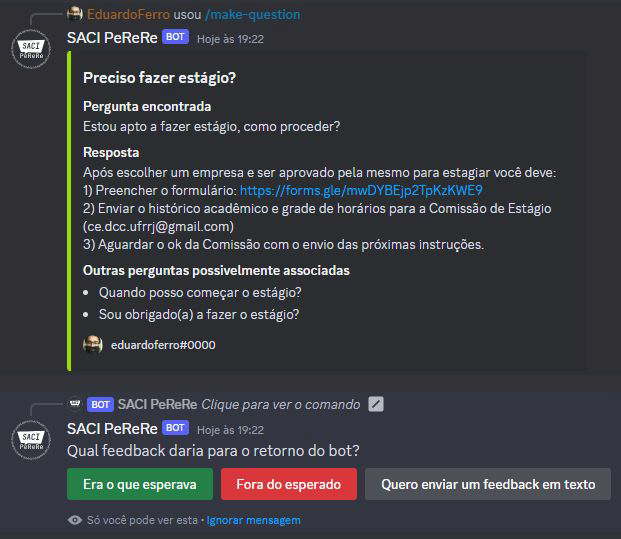 EduardoFerro usou /make-question
SACI PeReRe BOT Hoje às 19:22
SACI
PeReRe
Preciso fazer estágio?
Pergunta encontrada
Estou apto a fazer estágio, como proceder?
Resposta
Após escolher um empresa e ser aprovado pela mesmo para estagiar você deve:
1) Preencher o formulário: https://forms.gle/mwDYBEjp2TpKzKWE9
2) Enviar o histórico acadêmico e grade de horários para a Comissão de Estágio
(ce.dcc.ufrrj@gmail.com)
3) Aguardar o ok da Comissão com o envio das próximas instruções.
Outras perguntas possivelmente associadas
• Quando posso começar o estágio?
• Sou obrigado(a) a fazer o estágio?
eduardoferro#0000
BOT SACI PeReRe Clique para ver o comando
SACI PeReRe BOT Hoje às 19:22
SACI
PeReRe
Qual feedback daria para o retorno do bot?
Era o que esperava Fora do esperado Quero enviar um feedback em texto
Só você pode ver esta • Ignorar mensagem